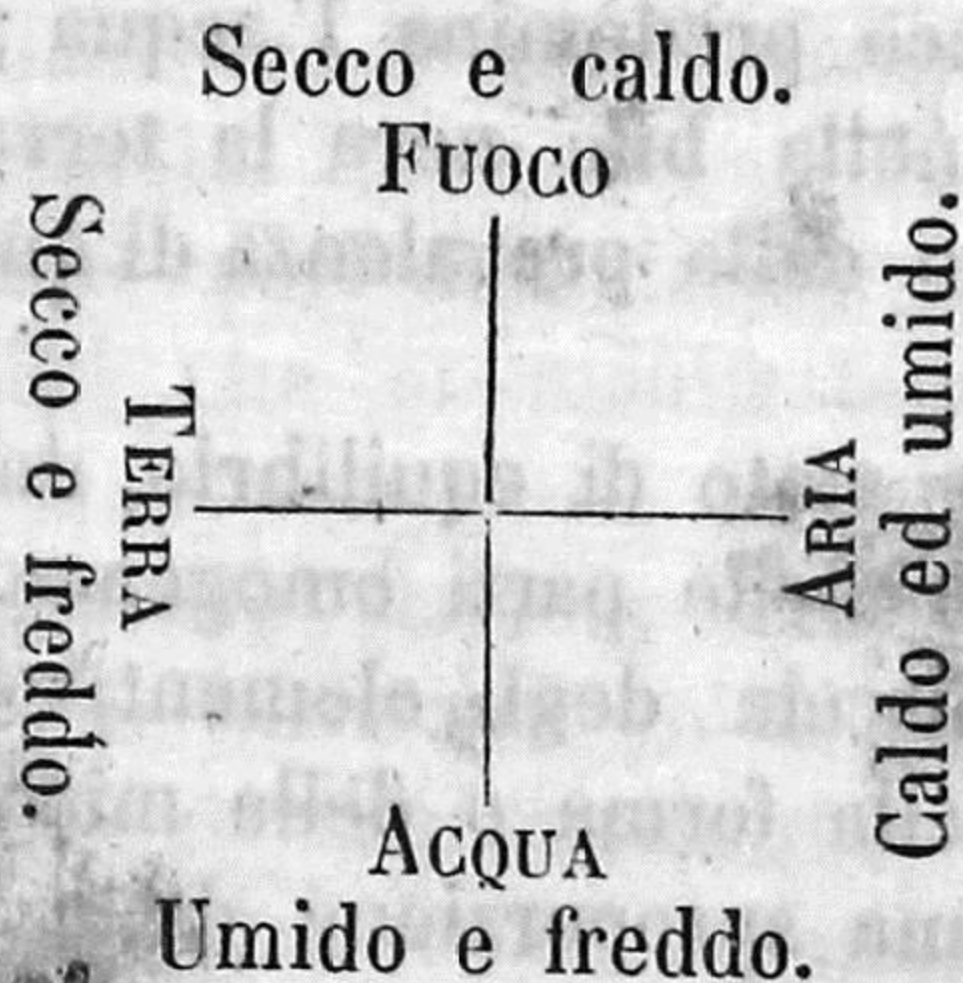 Secco e caldo.
FUOCO
Secco e freddo.
TERRA
ARIA
Caldo ed umido.
ACQUA
Umido e freddo.